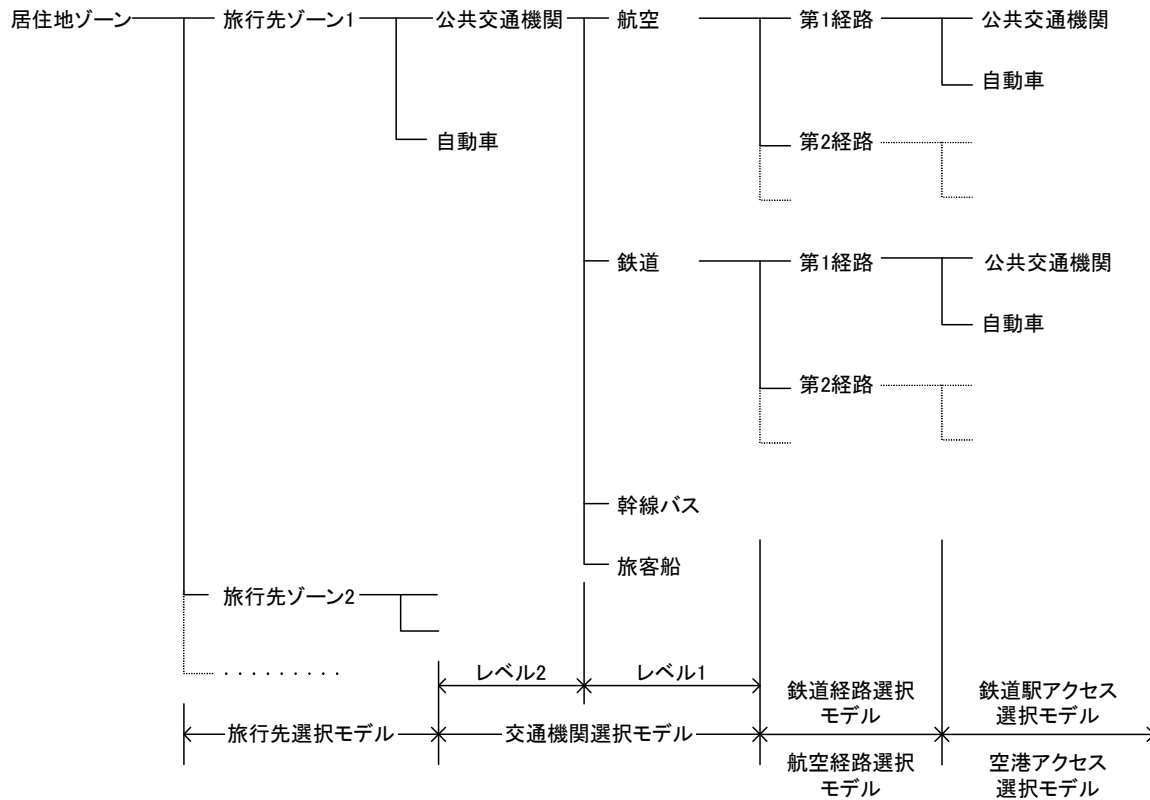 居住地ゾーン 旅行先ゾーン1 公共交通機関 航空 第1経路 公共交通機関
自動車
自動車 第2経路
鉄道 第1経路 公共交通機関
自動車
第2経路
幹線バス
旅客船
旅行先ゾーン2
・・・・・・・・・
レベル2 レベル1
旅行先選択モデル 交通機関選択モデル
鉄道経路選択
モデル
航空経路選択
モデル
鉄道駅アクセス
選択モデル
空港アクセス
選択モデル